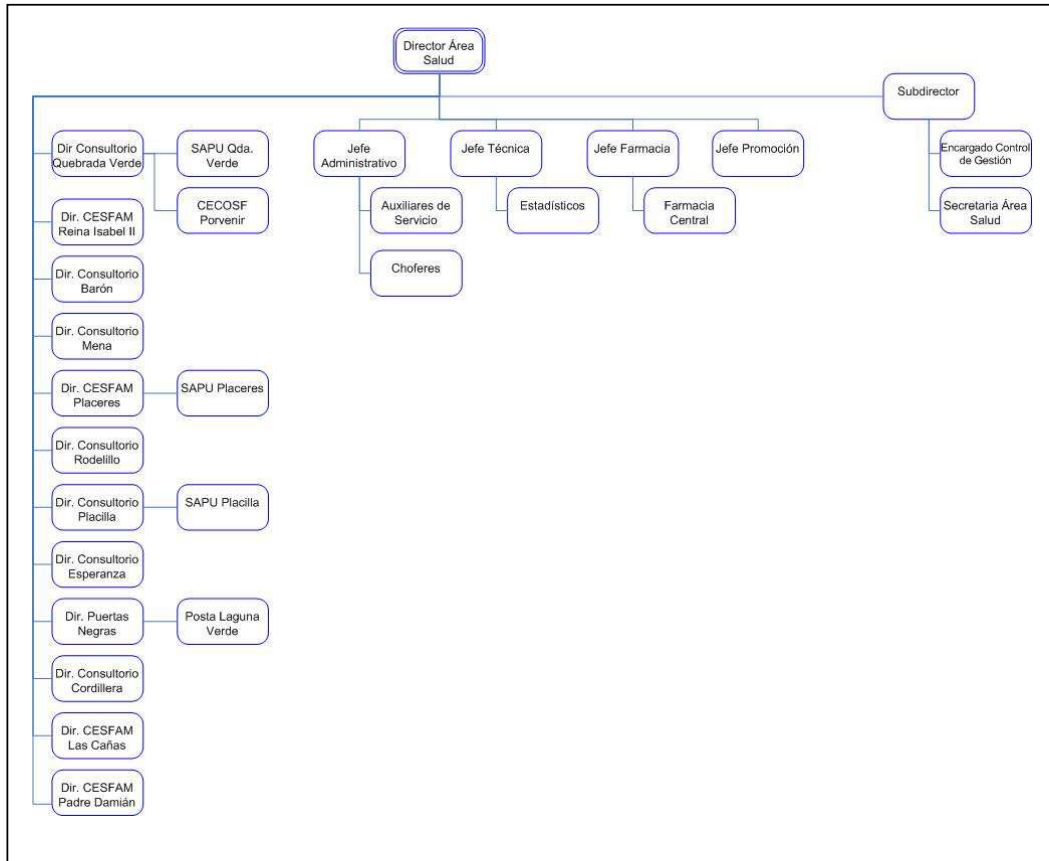 Director Área
Salud
Subdirector
Dir Consultorio
Quebrada Verde
SAPU Qda.
Verde
Jefe
Administrativo
Jefe Técnica
Jefe Farmacia
Jefe Promoción
Encargado Control
de Gestión
CECOSF
Porvenir
Auxiliares de
Servicio
Estadísticos
Farmacia
Central
Secretaria Área
Salud
Dir. CESFAM
Reina Isabel II
Choferes
Dir. Consultorio
Barón
Dir. Consultorio
Mena
Dir. CESFAM
Placeres
SAPU Placeres
Dir. Consultorio
Rodelillo
Dir. Consultorio
Placilla
SAPU Placilla
Dir. Consultorio
Esperanza
Dir. Puertas
Negras
Posta Laguna
Verde
Dir. Consultorio
Cordillera
Dir. CESFAM
Las Cañas
Dir. CESFAM
Padre Damián